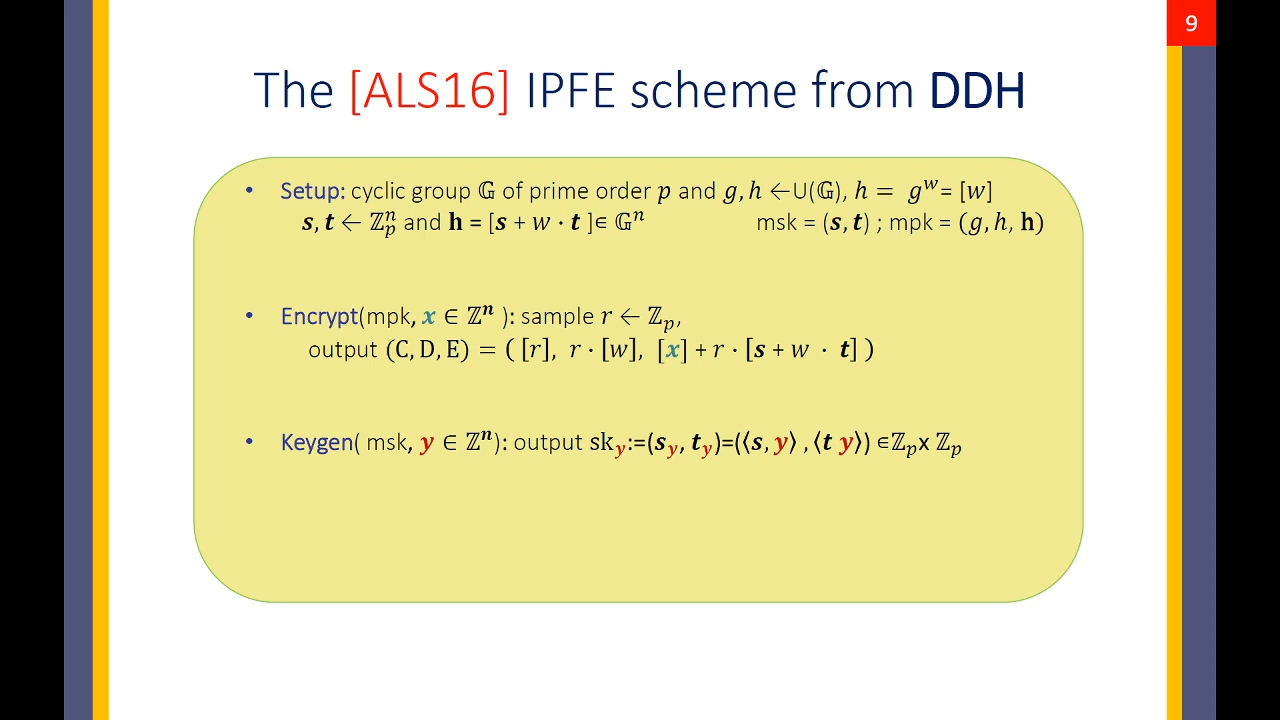 9
The [ALS16] IPFE scheme from DDH
• Setup: cyclic group 𝔾 of prime order p and g, h ←U(𝔾), h = g^w = [w]
s, t ← ℤ_p^n and h = [s + w · t ]∈ 𝔾^n msk = (s, t) ; mpk = (g, h, h)
• Encrypt(mpk, x ∈ ℤ^n ): sample r ← ℤ_p,
output (C, D, E) = ( [r], r · [w], [x] + r · [s + w · t] )
• Keygen( msk, y ∈ ℤ^n): output sk_y:=(s_y, t_y)=(⟨s, y⟩ , ⟨t y⟩) ∈ℤ_p x ℤ_p